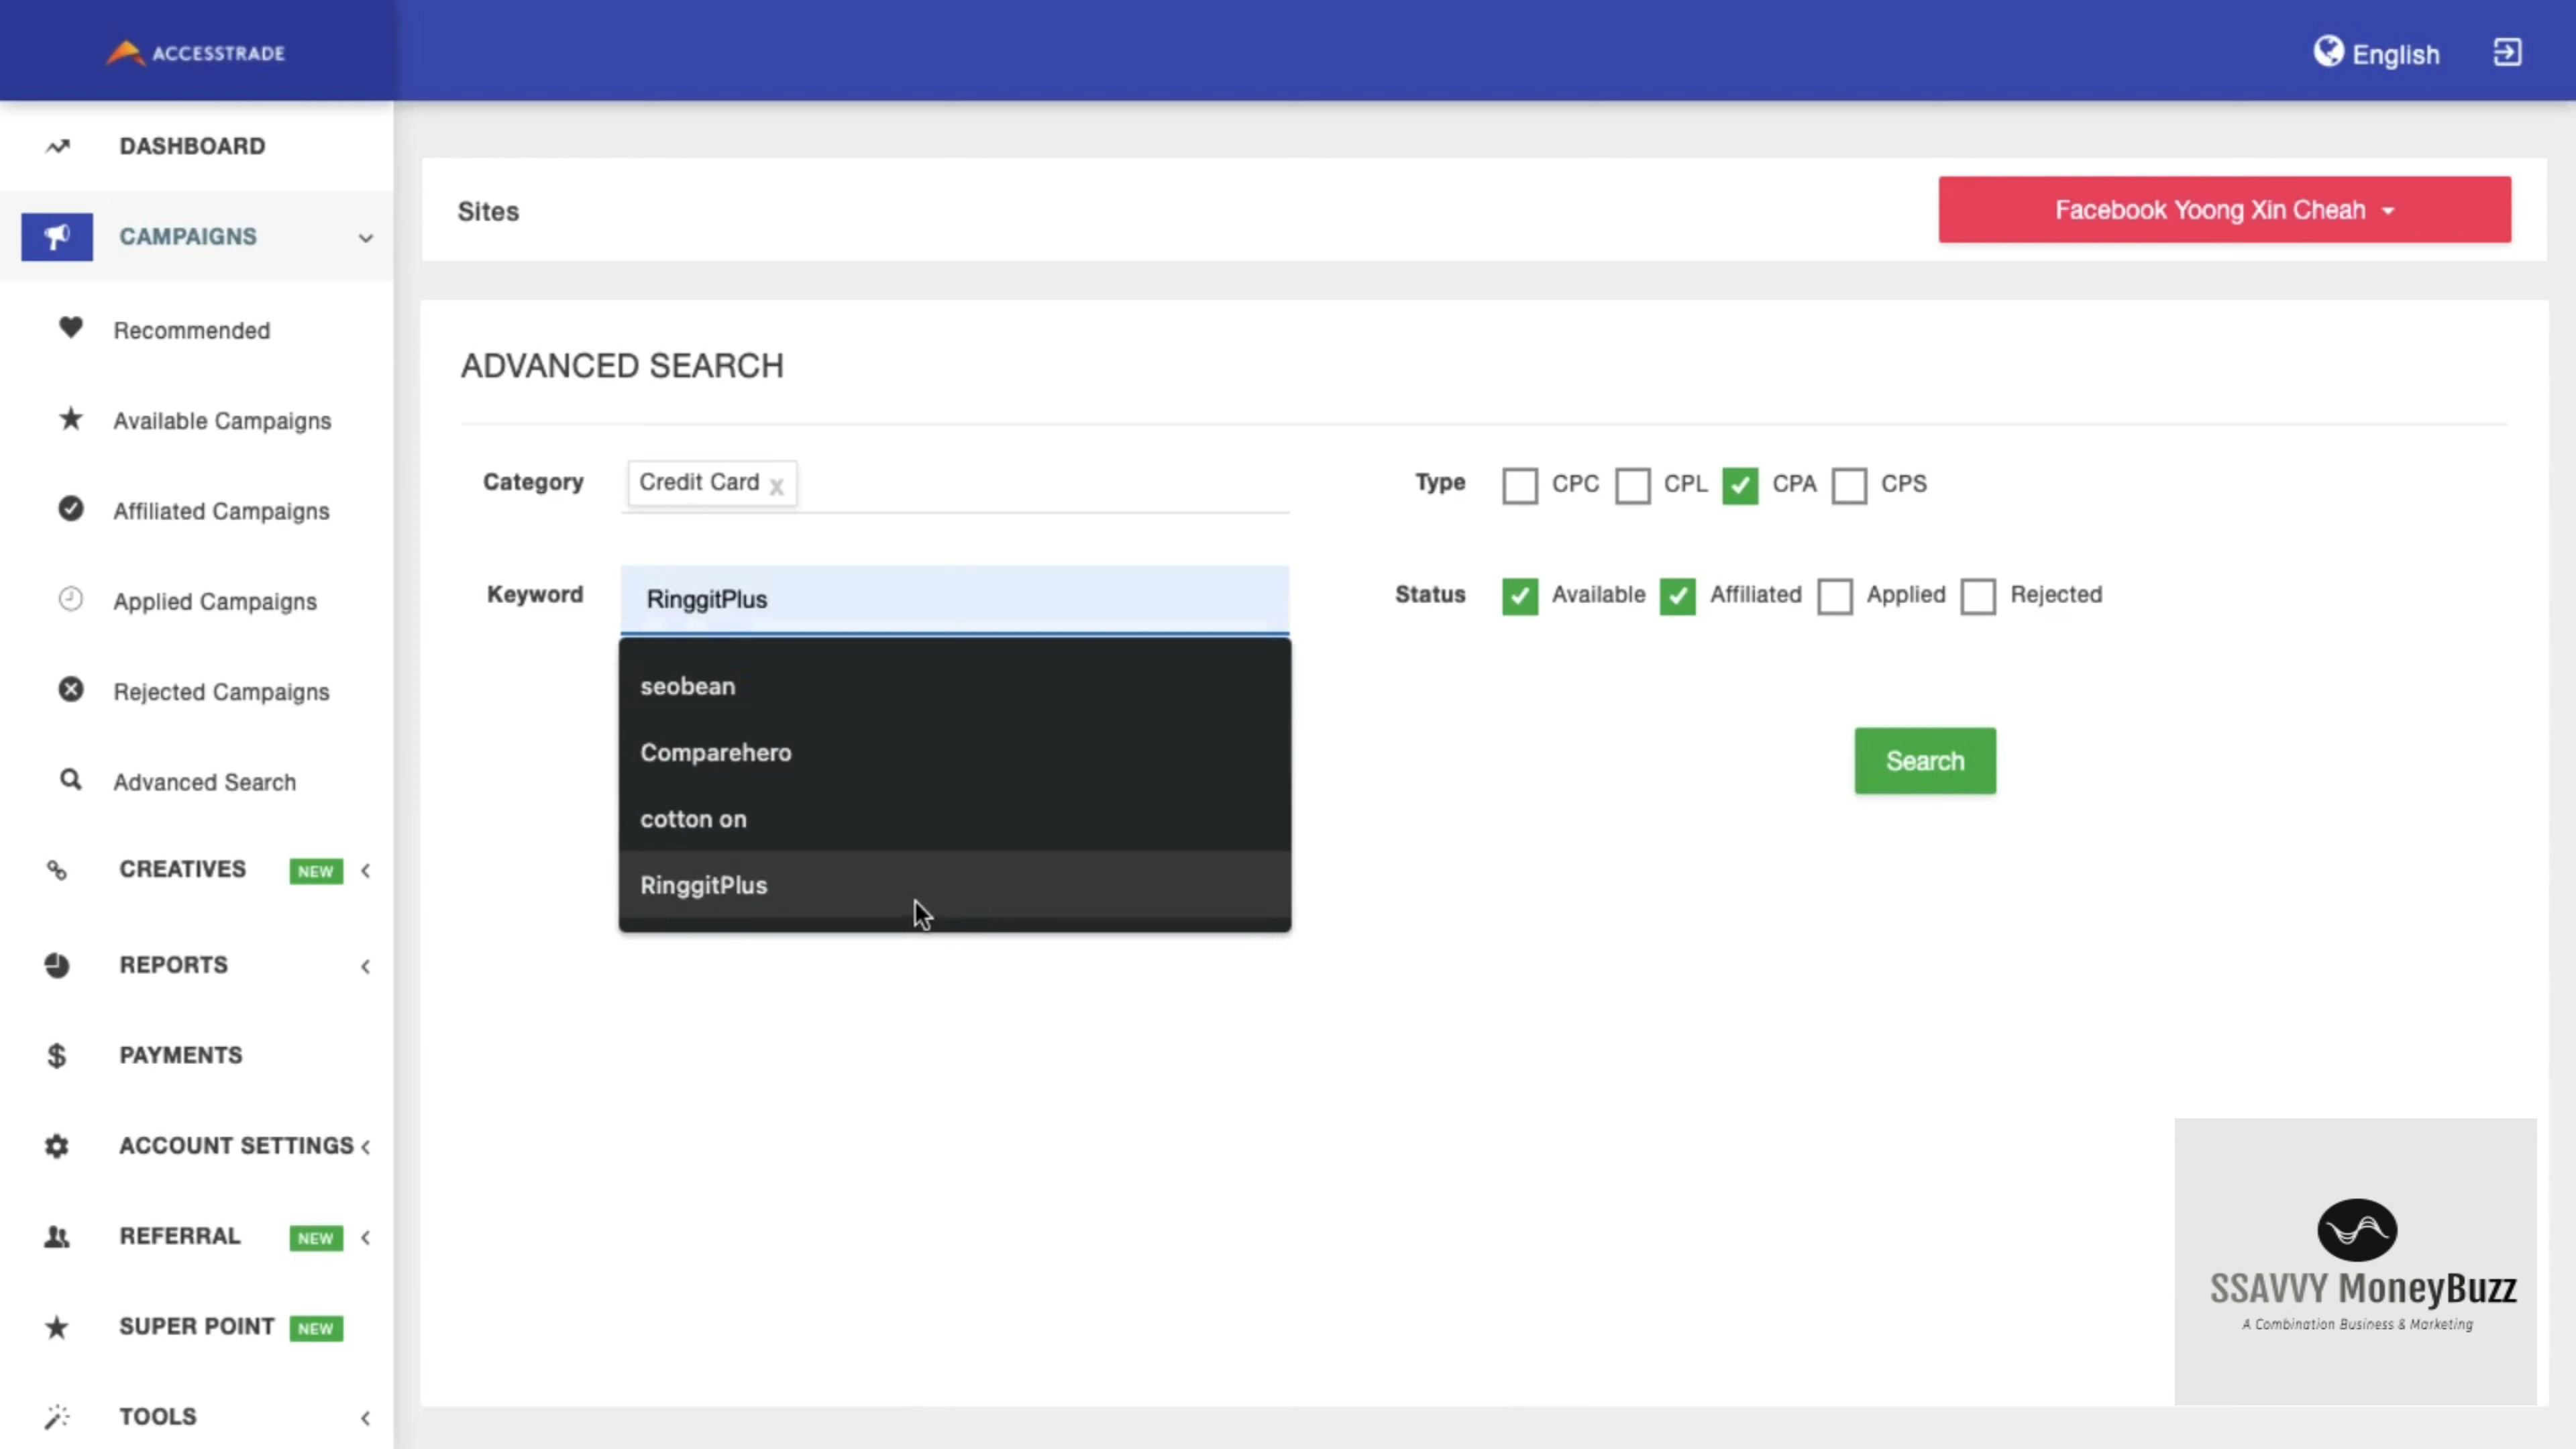 ACCESSTRADE
English
DASHBOARD
CAMPAIGNS
Recommended
Available Campaigns
Affiliated Campaigns
Applied Campaigns
Rejected Campaigns
Advanced Search
CREATIVES NEW
REPORTS
PAYMENTS
ACCOUNT SETTINGS
REFERRAL NEW
SUPER POINT NEW
TOOLS
Sites
Facebook Yoong Xin Cheah
ADVANCED SEARCH
Category Credit Card x
Type CPC CPL CPA CPS
Keyword RinggitPlus
Status Available Affiliated Applied Rejected
seobean
Comparehero
cotton on
RinggitPlus
Search
SSAVVY MoneyBuzz
A Combination Business & Marketing